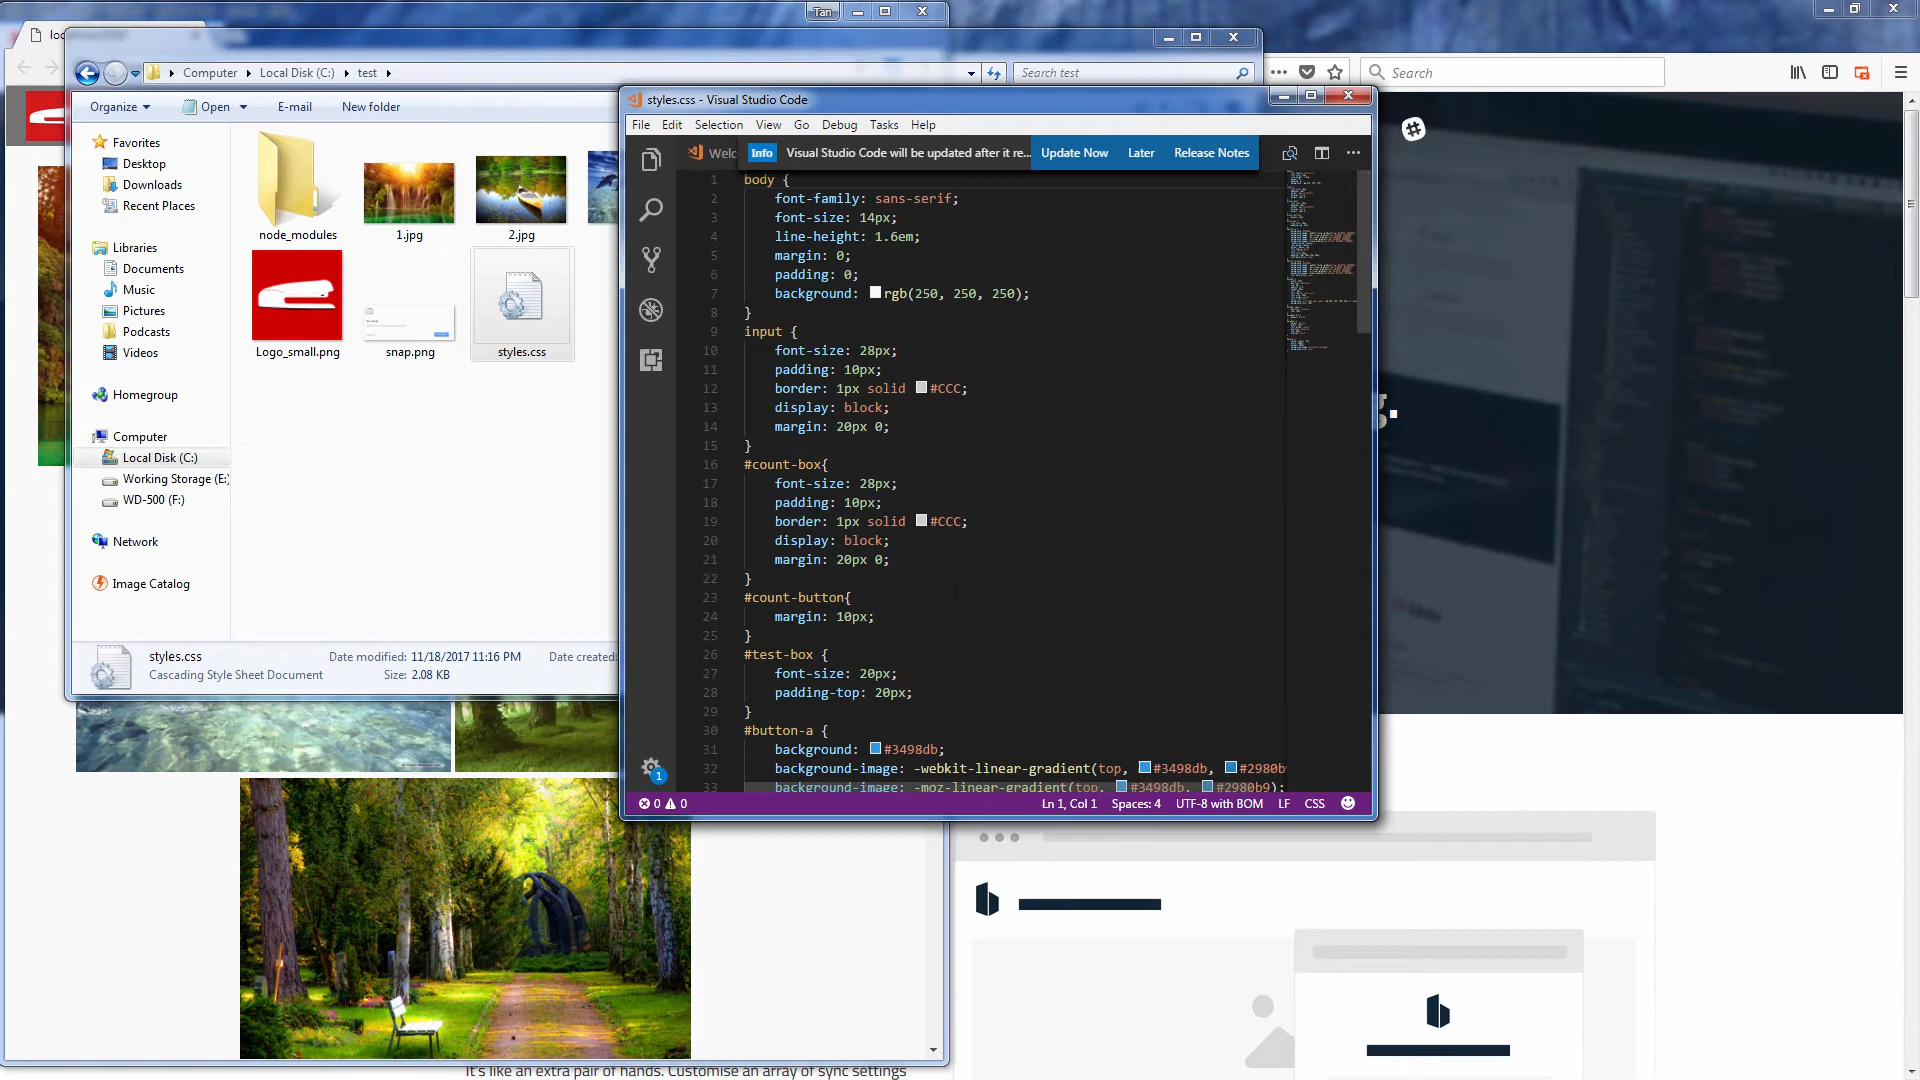 Tan
loc
Computer
Local Disk (C:)
test
Search test
Search
Organize
Open
E-mail
New folder
Favorites
Desktop
Downloads
Recent Places
Libraries
Documents
Music
Pictures
Podcasts
Videos
Homegroup
Computer
Local Disk (C:)
Working Storage (E:)
WD-500 (F:)
Network
Image Catalog
node_modules
1.jpg
2.jpg
Logo_small.png
snap.png
styles.css
styles.css
Cascading Style Sheet Document
Date modified: 11/18/2017 11:16 PM
Size: 2.08 KB
Date created:
styles.css - Visual Studio Code
File Edit Selection View Go Debug Tasks Help
Welc
Info Visual Studio Code will be updated after it re... Update Now Later Release Notes
1 body {
2 font-family: sans-serif;
3 font-size: 14px;
4 line-height: 1.6em;
5 margin: 0;
6 padding: 0;
7 background: rgb(250, 250, 250);
8 }
9 input {
10 font-size: 28px;
11 padding: 10px;
12 border: 1px solid #CCC;
13 display: block;
14 margin: 20px 0;
15 }
16 #count-box{
17 font-size: 28px;
18 padding: 10px;
19 border: 1px solid #CCC;
20 display: block;
21 margin: 20px 0;
22 }
23 #count-button{
24 margin: 10px;
25 }
26 #test-box {
27 font-size: 20px;
28 padding-top: 20px;
29 }
30 #button-a {
31 background: #3498db;
32 background-image: -webkit-linear-gradient(top, #3498db, #2980b9
33 background-image: -moz-linear-gradient(top, #3498db, #2980b9);
1
0 0
Ln 1, Col 1 Spaces: 4 UTF-8 with BOM LF CSS
g.
It's like an extra pair of hands. Customise an array of sync settings